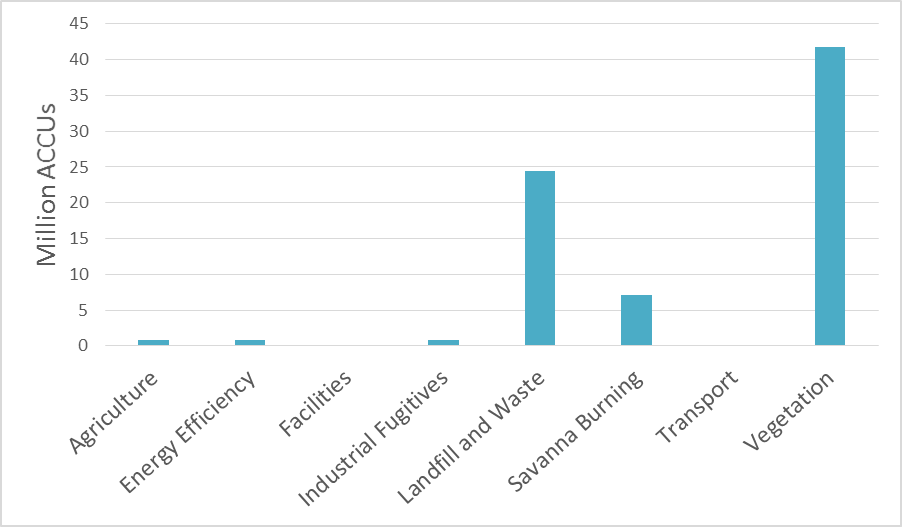 Million ACCUs
45
40
35
30
25
20
15
10
5
0
Agriculture
Energy Efficiency
Facilities
Industrial Fugitives
Landfill and Waste
Savanna Burning
Transport
Vegetation